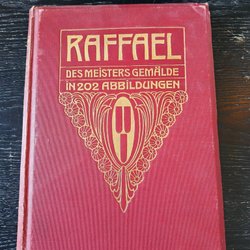 RAFFAEL
DES MEISTERS GEMÄLDE
IN 202 ABBILDUNGEN